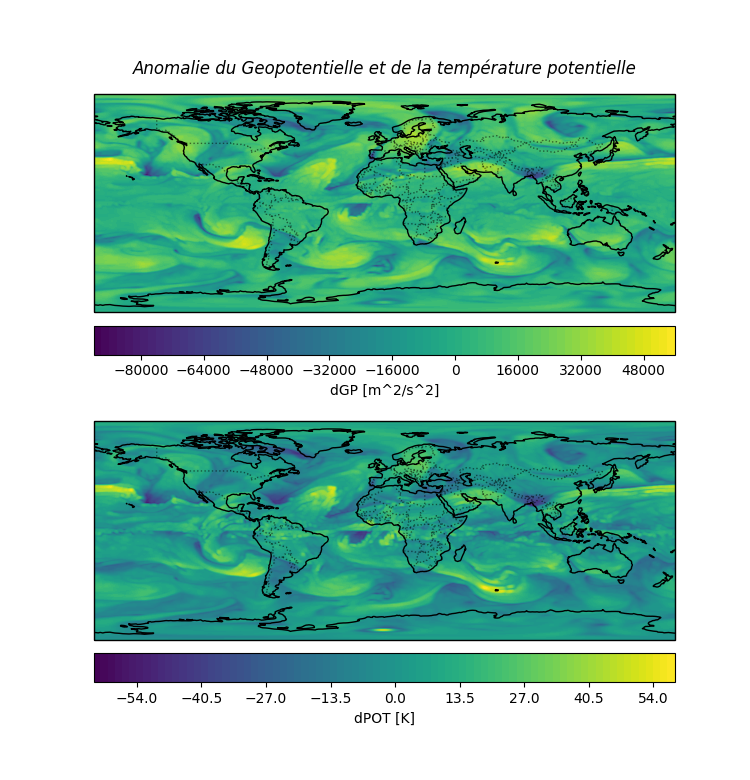 Anomalie du Geopotentielle et de la température potentielle
−80000 −64000 −48000 −32000 −16000 0 16000 32000 48000
dGP [m^2/s^2]
−54.0 −40.5 −27.0 −13.5 0.0 13.5 27.0 40.5 54.0
dPOT [K]